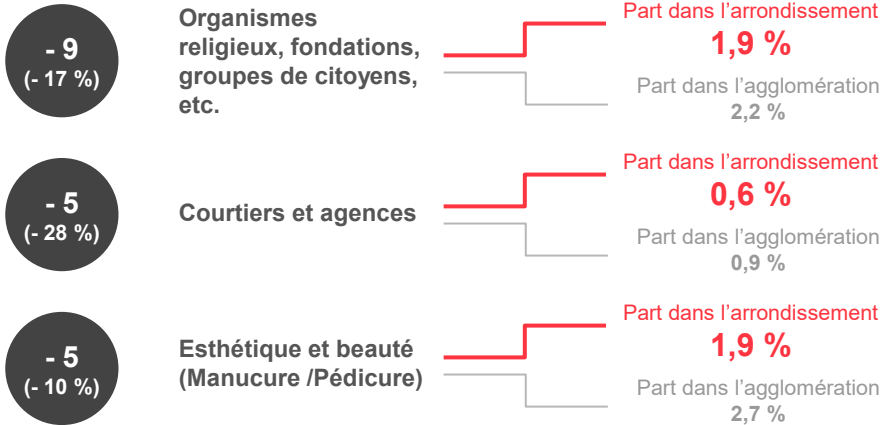 - 9
(- 17 %)
Organismes
religieux, fondations,
groupes de citoyens,
etc.
Part dans l’arrondissement
1,9 %
Part dans l’agglomération
2,2 %
- 5
(- 28 %)
Courtiers et agences
Part dans l’arrondissement
0,6 %
Part dans l’agglomération
0,9 %
- 5
(- 10 %)
Esthétique et beauté
(Manucure /Pédicure)
Part dans l’arrondissement
1,9 %
Part dans l’agglomération
2,7 %